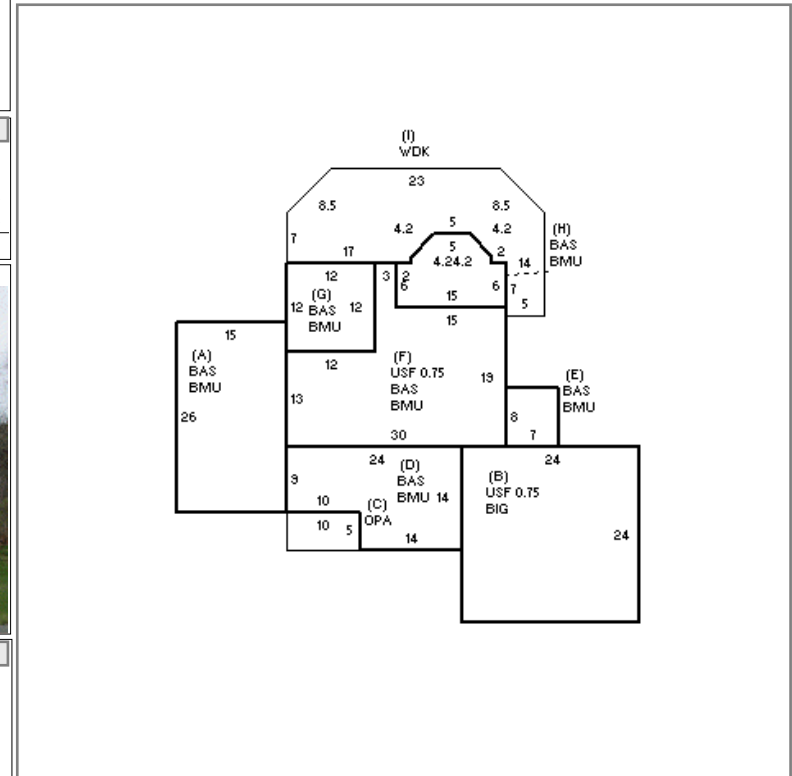 (I)
WDK
23
8.5 8.5
4.2 5 4.2
7 17 5 2
4.24.2 14
(H)
BAS
BMU
12 3 2
6 6 7
(G)
12 BAS 12
BMU
15 5
15 15
(A)
BAS
BMU
12
(F)
USF 0.75
BAS
BMU
19
(E)
BAS
BMU
13
26 8
30 7
24 24
(D)
BAS
BMU 14
9
(B)
USF 0.75
BIG
10
(C)
OPA
10 5
14
24